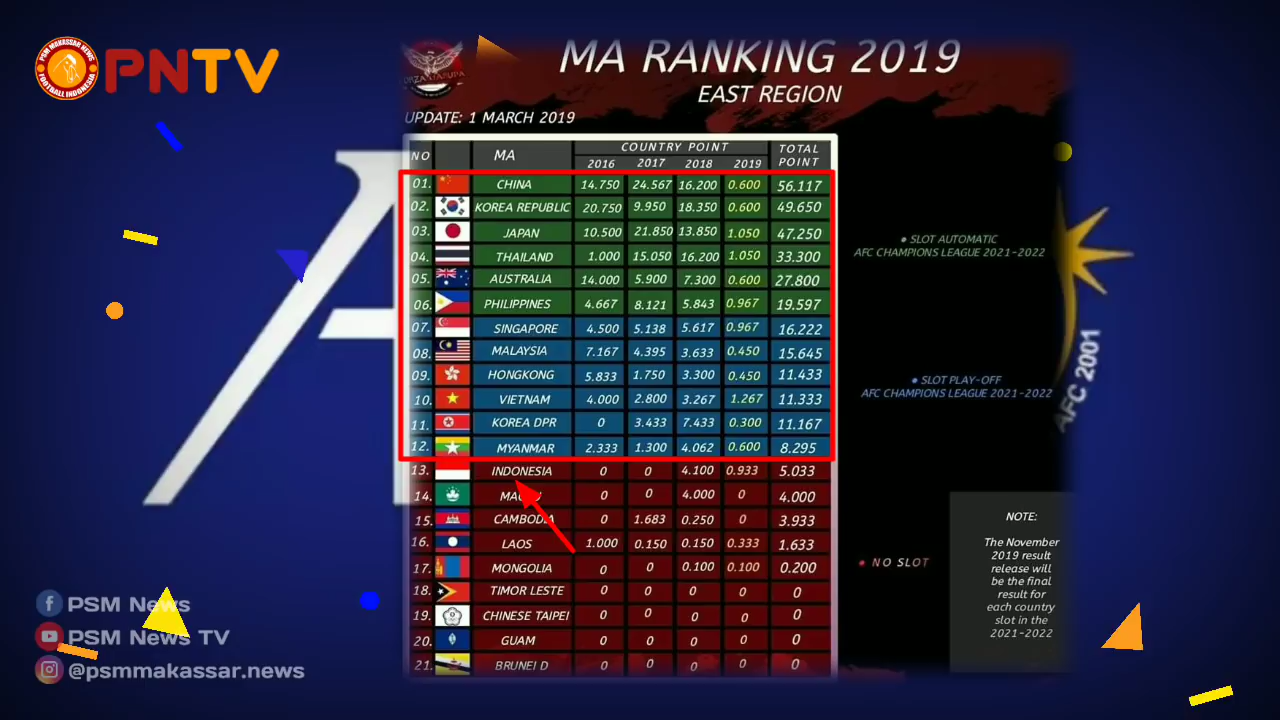 PSM MAKASSAR NEWS
FOOTBALL INDONESIA
PNTV
MA RANKING 2019
EAST REGION
UPDATE: 1 MARCH 2019
NO MA COUNTRY POINT TOTAL POINT
2016 2017 2018 2019
01. CHINA 14.750 24.567 16.200 0.600 56.117
02. KOREA REPUBLIC 20.750 9.950 18.350 0.600 49.650
03. JAPAN 10.500 21.850 13.850 1.050 47.250
04. THAILAND 1.000 15.050 16.200 1.050 33.300
05. AUSTRALIA 14.000 5.900 7.300 0.600 27.800
06. PHILIPPINES 4.667 8.121 5.843 0.967 19.597
07. SINGAPORE 4.500 5.138 5.617 0.967 16.222
08. MALAYSIA 7.167 4.395 3.633 0.450 15.645
09. HONGKONG 5.833 1.750 3.300 0.450 11.433
10. VIETNAM 4.000 2.800 3.267 1.267 11.333
11. KOREA DPR 0 3.433 7.433 0.300 11.167
12. MYANMAR 2.333 1.300 4.062 0.600 8.295
13. INDONESIA 0 0 4.100 0.933 5.033
14. 0 0 4.000 0 4.000
15. CAMBODIA 0 1.683 0.250 0 3.933
16. LAOS 1.000 0.150 0.150 0.333 1.633
17. MONGOLIA 0 0 0.100 0.100 0.200
18. TIMOR LESTE 0 0 0 0 0
19. CHINESE TAIPEI 0 0 0 0 0
20. GUAM 0 0 0 0 0
21. BRUNEI D 0 0 0 0 0
• SLOT AUTOMATIC
AFC CHAMPIONS LEAGUE 2021-2022
• SLOT PLAY-OFF
AFC CHAMPIONS LEAGUE 2021-2022
• NO SLOT
AFC 2001
NOTE:
The November
2019 result
release will
be the final
result for
each country
slot in the
2021-2022
PSM News
PSM News TV
@psmmakassar.news